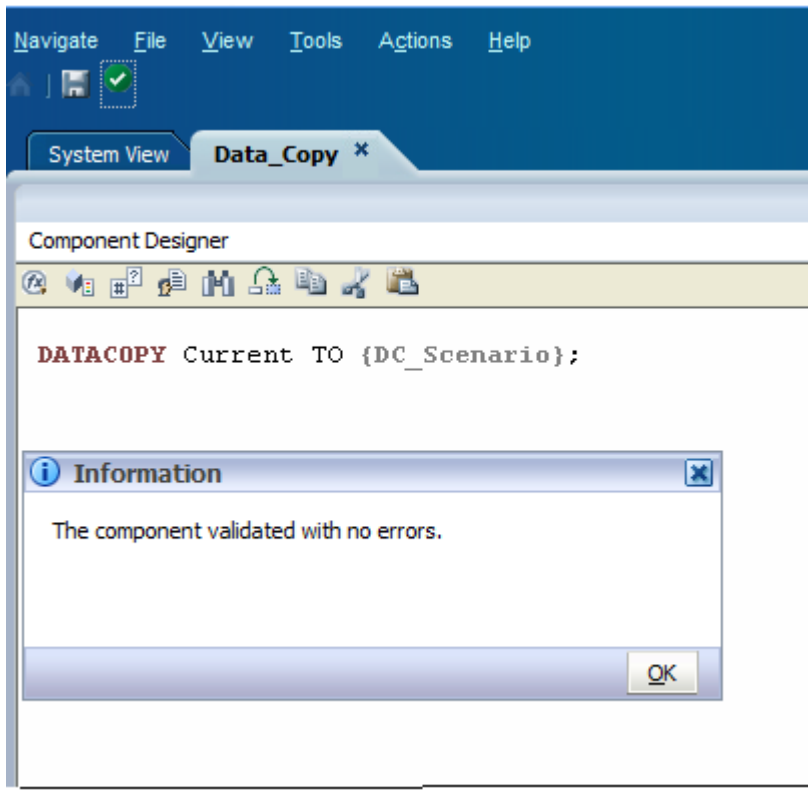 Navigate File View Tools Actions Help
System View Data_Copy ×
Component Designer
DATACOPY Current TO {DC_Scenario};
Information
The component validated with no errors.
OK